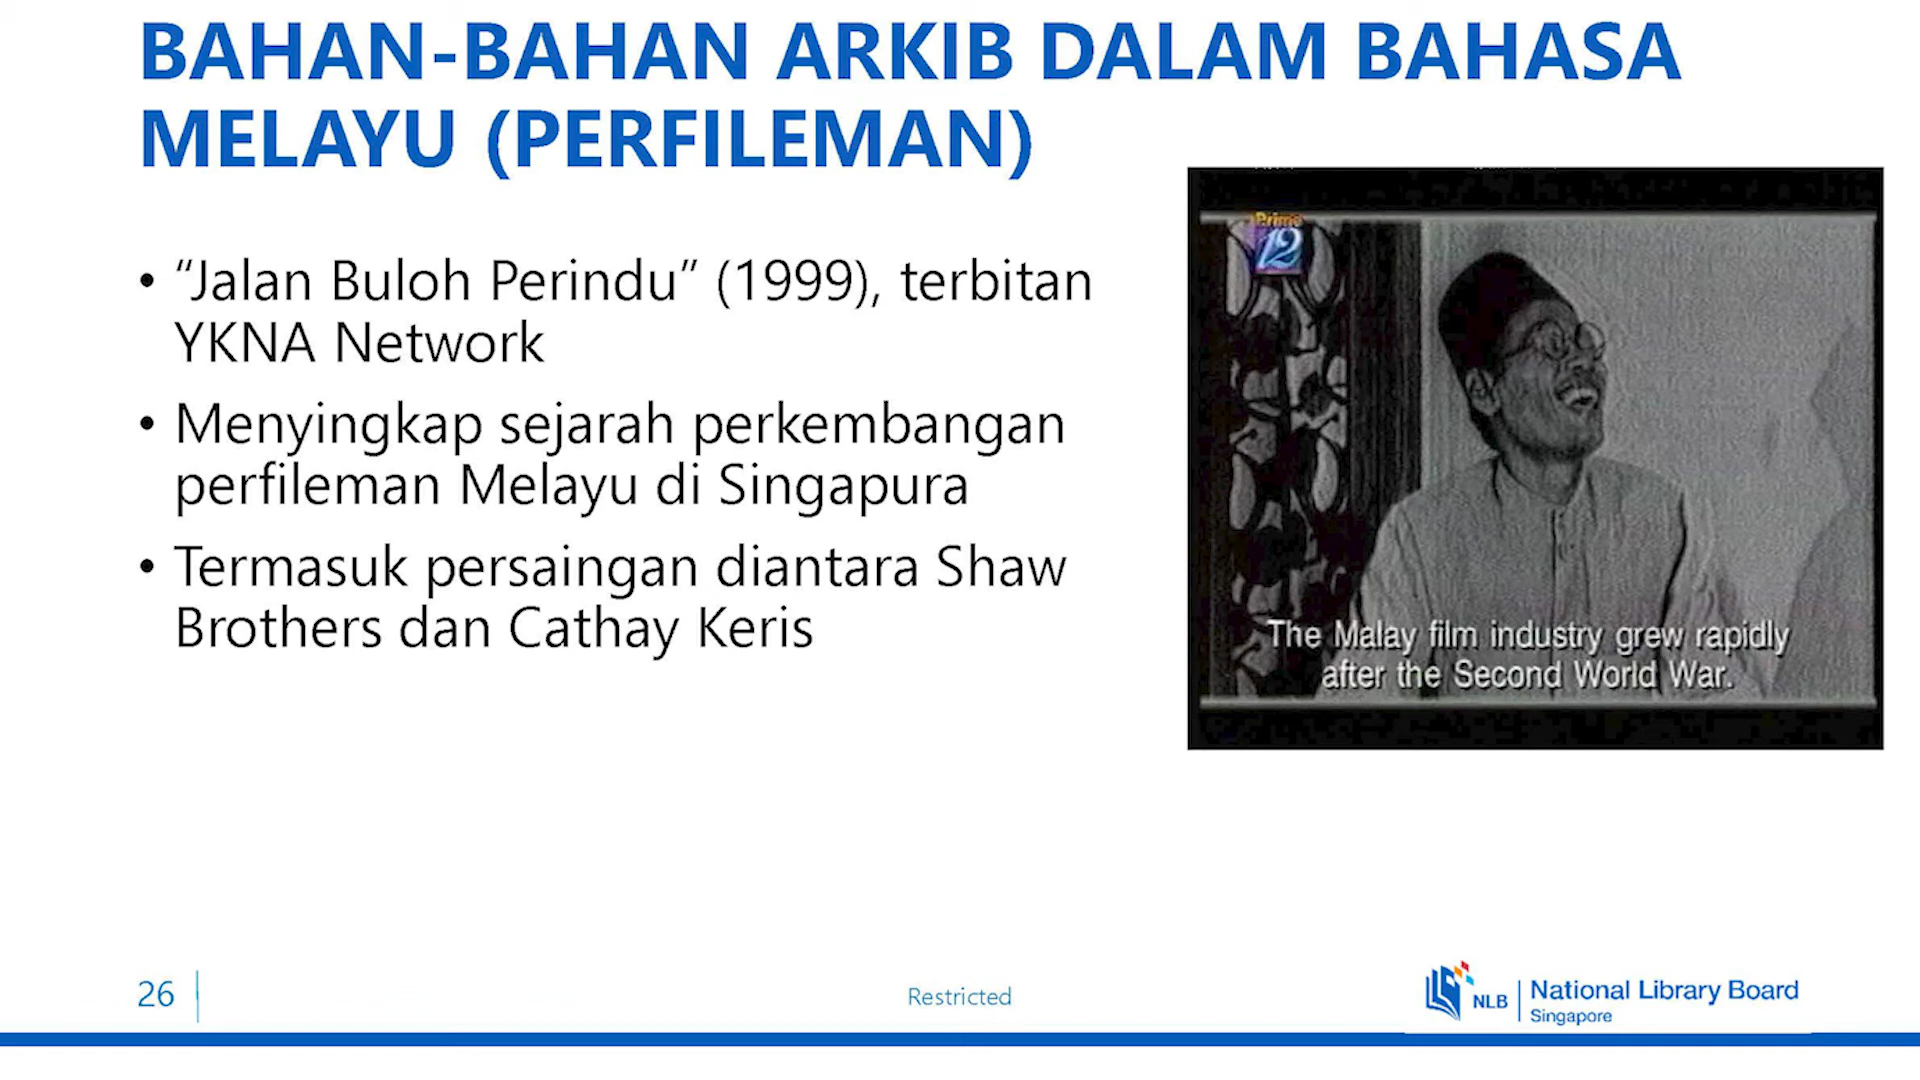 BAHAN-BAHAN ARKIB DALAM BAHASA
MELAYU (PERFILEMAN)
• “Jalan Buloh Perindu” (1999), terbitan
YKNA Network
• Menyingkap sejarah perkembangan
perfileman Melayu di Singapura
• Termasuk persaingan diantara Shaw
Brothers dan Cathay Keris
Prime
12
The Malay film industry grew rapidly
after the Second World War.
26
Restricted
NLB
National Library Board
Singapore